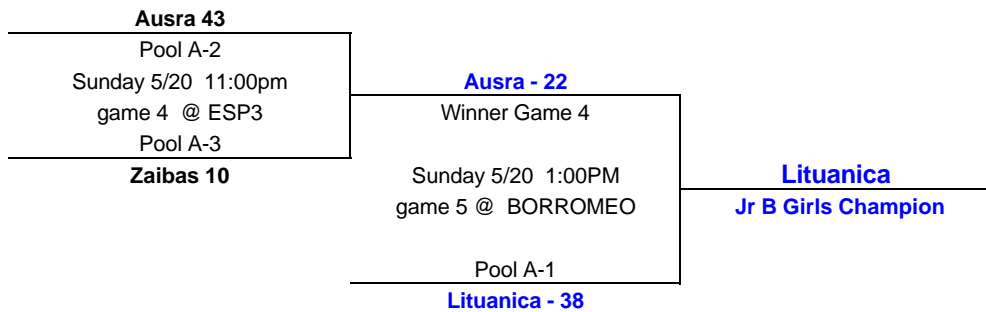 Ausra 43
Pool A-2
Sunday 5/20 11:00pm
game 4 @ ESP3
Pool A-3
Zaibas 10
Ausra - 22
Winner Game 4
Sunday 5/20 1:00PM
game 5 @ BORROMEO
Pool A-1
Lituanica - 38
Lituanica
Jr B Girls Champion